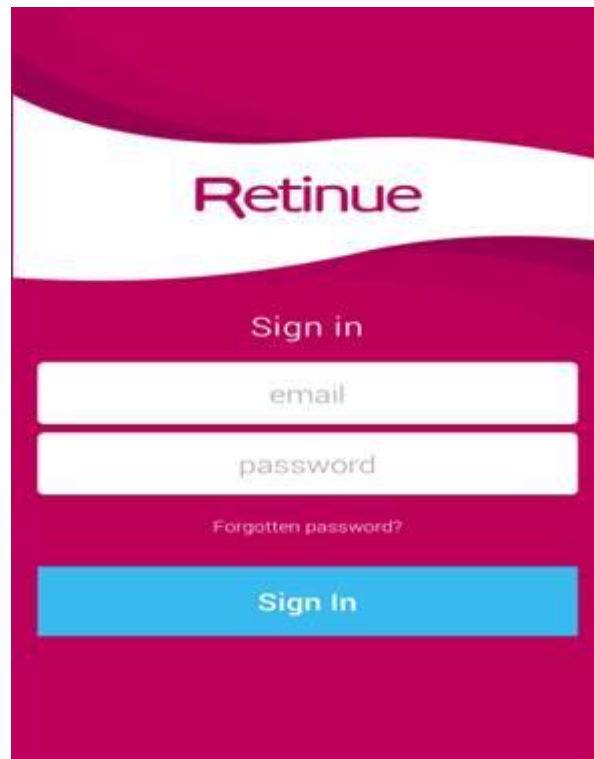 Retinue
Sign in
email
password
Forgotten password?
Sign In